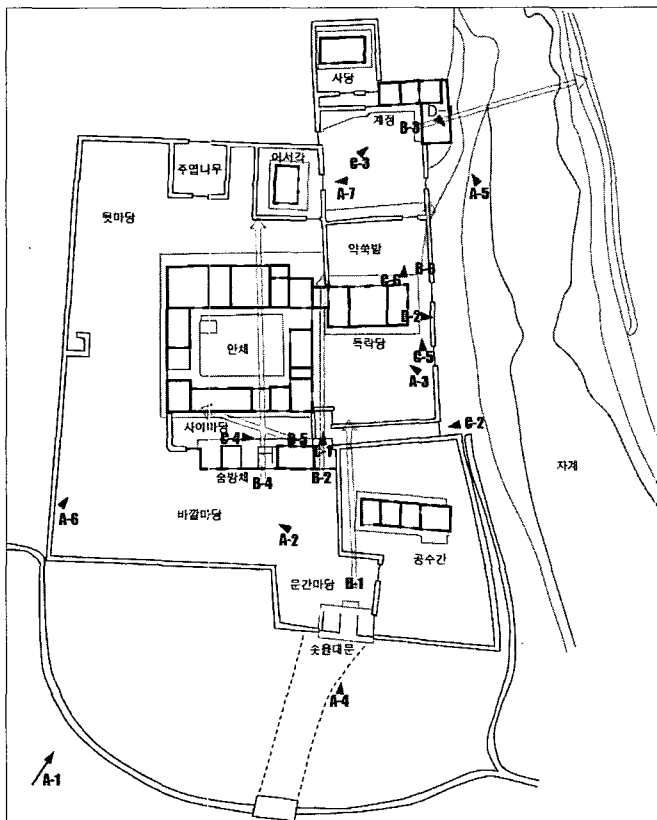 사당
계정
D-
B-3
주엽나무
어서각
C-3
A-7
A-5
뒷마당
약쑥밭
C-6
B-6
안채
B-2
독락당
C-5
A-3
사이마당
C-4
B-5
C-1
C-2
숨방채
B-4
B-2
자계
A-6
바깥마당
A-2
공수간
문간마당
B-1
솟을대문
A-4
A-1